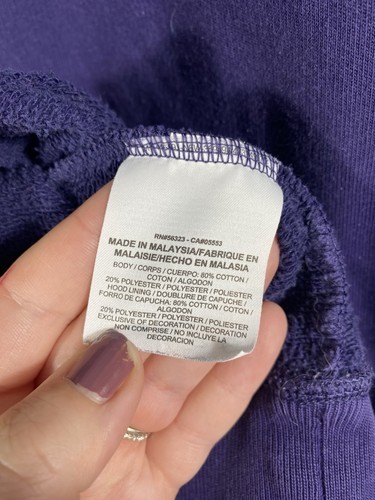 RN#56323 - CA#05553
MADE IN MALAYSIA/FABRIQUE EN
MALAISIE/HECHO EN MALASIA
BODY / CORPS / CUERPO: 80% COTTON /
COTON / ALGODON
20% POLYESTER / POLYESTER / POLIESTER
HOOD LINING / DOUBLURE DE CAPUCHE /
FORRO DE CAPUCHA: 80% COTTON / COTON /
ALGODON
20% POLYESTER / POLYESTER / POLIESTER
EXCLUSIVE OF DECORATION / DECORATION
NON COMPRISE / NO INCLUYE LA
DECORACION